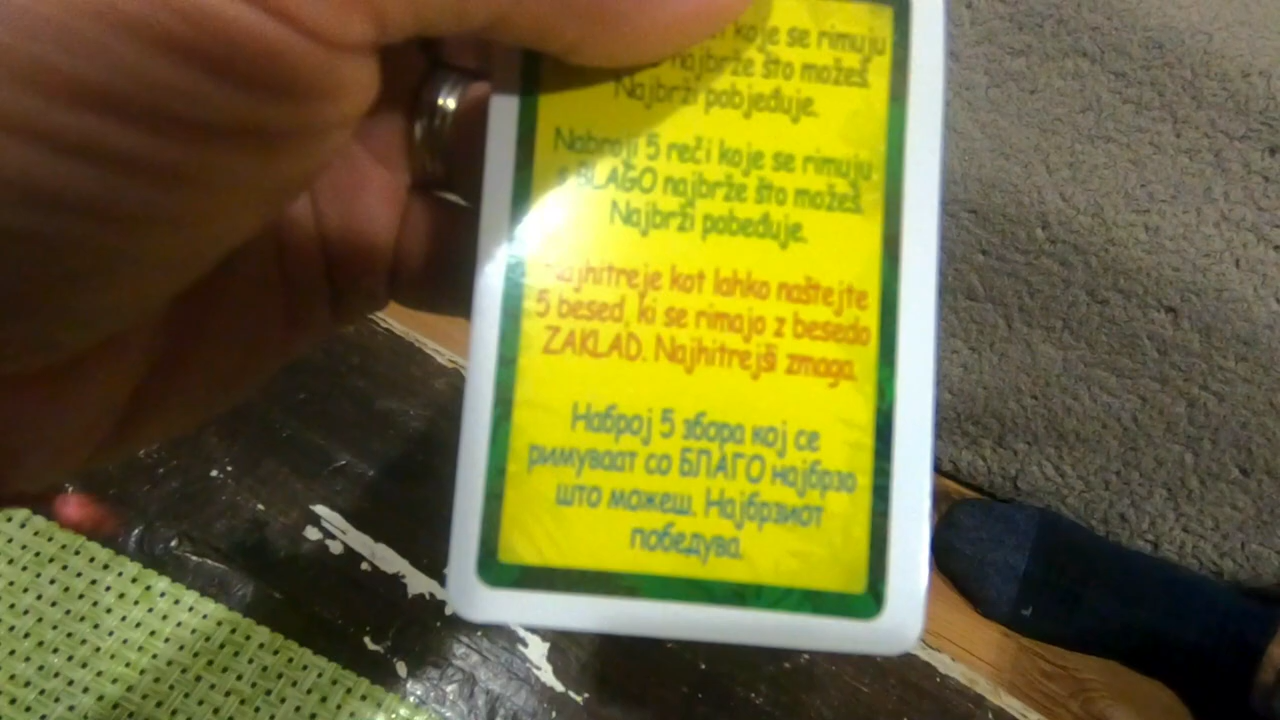 koje se rimuju
najbrže što možeš.
Najbrži pobjeđuje.
Nabroji 5 reči koje se rimuju
s BLAGO najbrže što možeš.
Najbrži pobeđuje.
Najhitreje kot lahko naštejte
5 besed, ki se rimajo z besedo
ZAKLAD. Najhitrejši zmaga.
Наброј 5 збора кој се
римуваат со БЛАГО најбрзо
што можеш. Најбрзиот
победува.